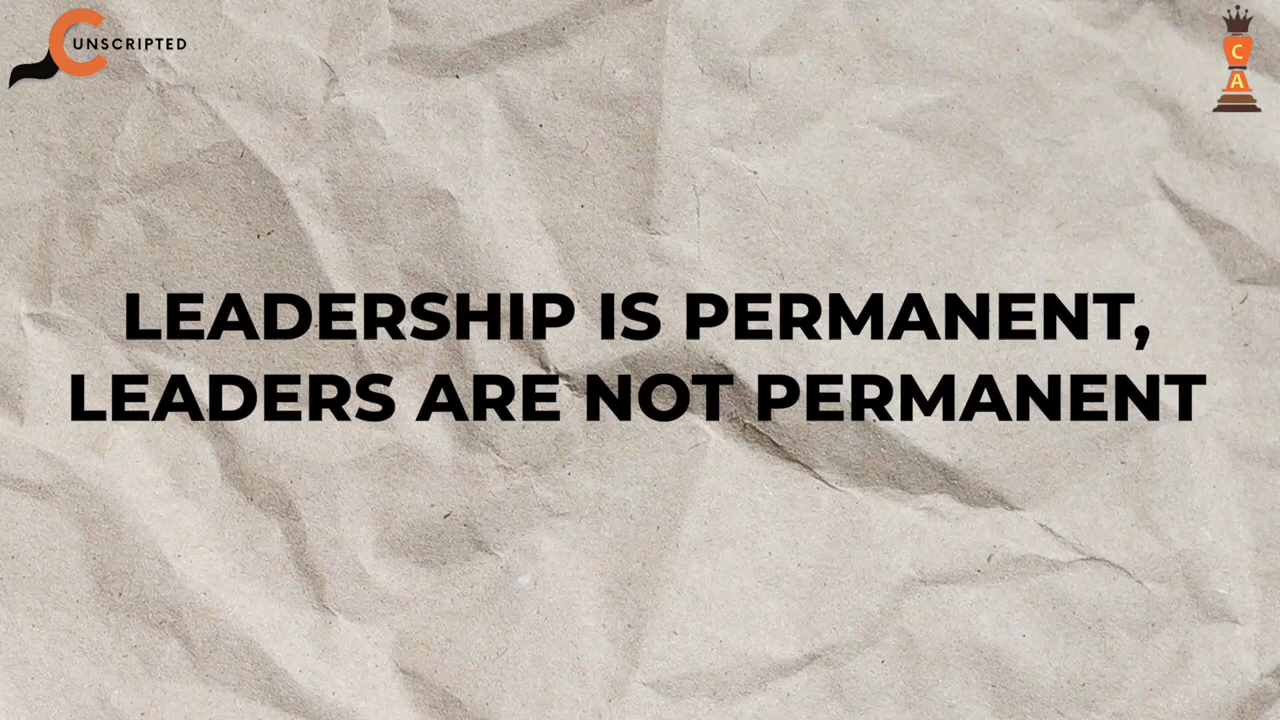 UNSCRIPTED
C
A
LEADERSHIP IS PERMANENT,
LEADERS ARE NOT PERMANENT